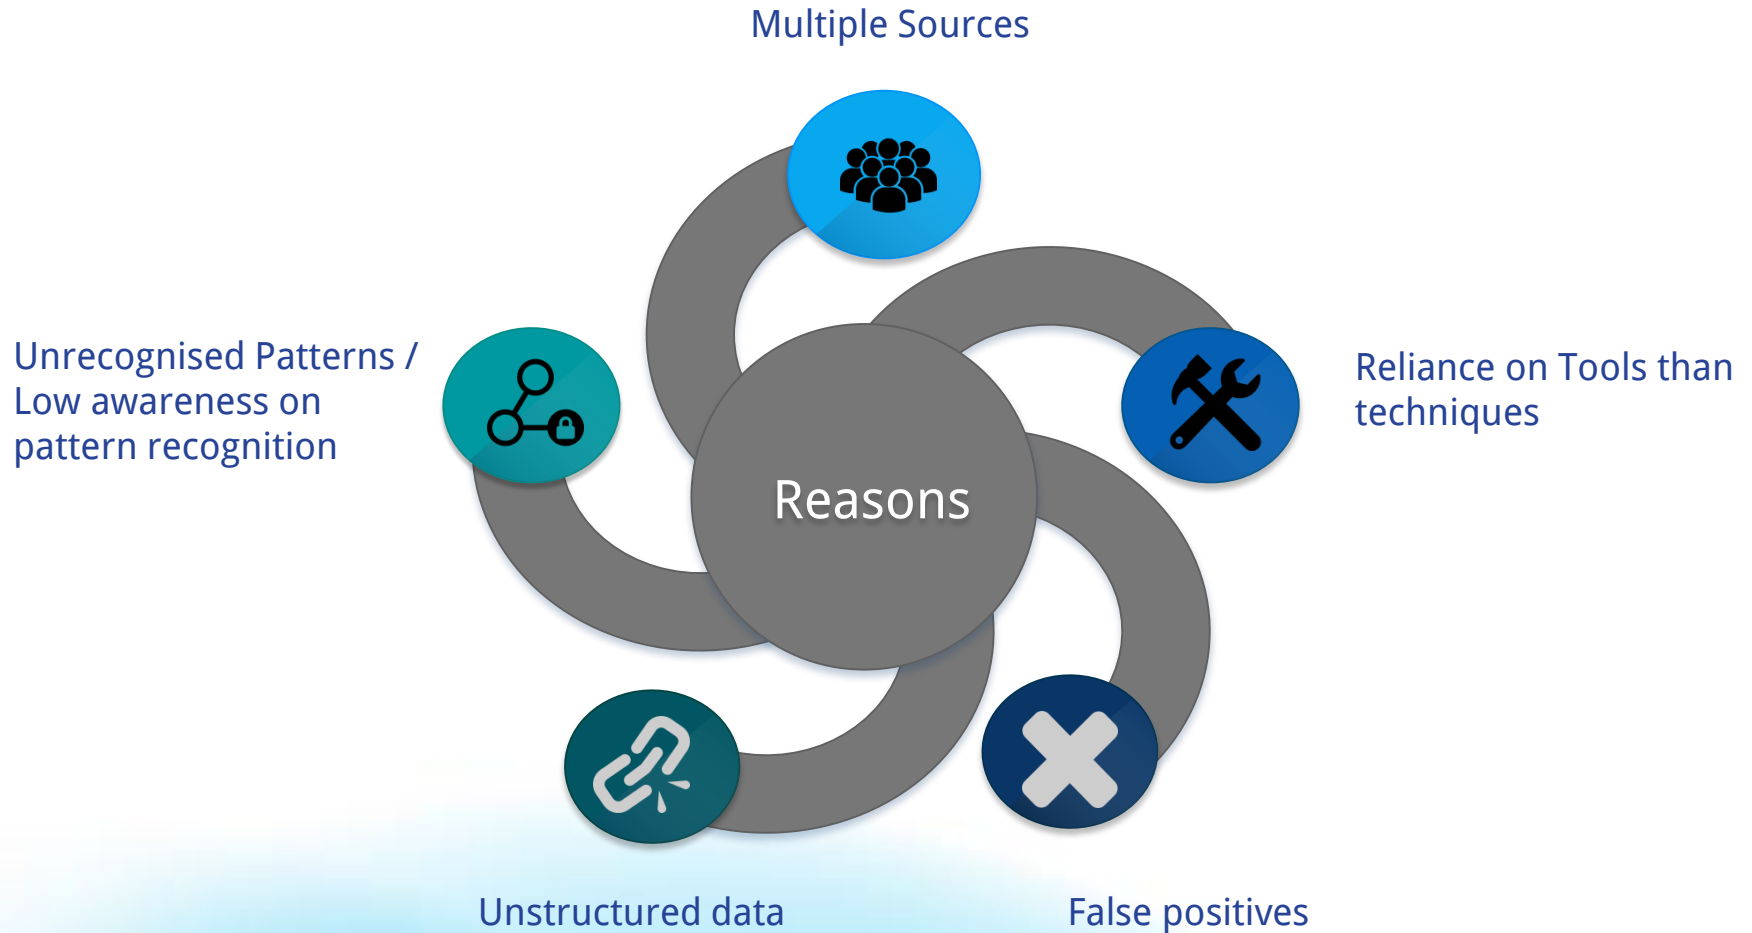 Multiple Sources
Unrecognised Patterns /
Low awareness on
pattern recognition
Reliance on Tools than
techniques
Reasons
Unstructured data
False positives